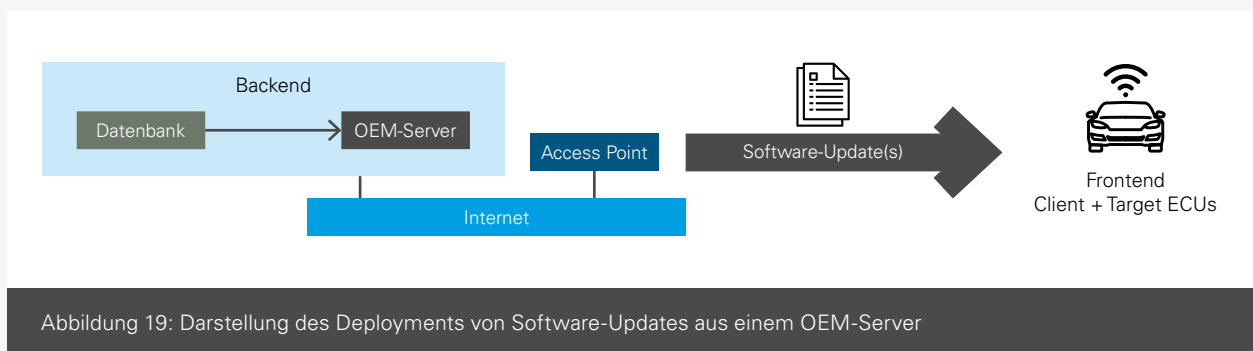 Backend
Datenbank
OEM-Server
Access Point
Internet
Software-Update(s)
Frontend
Client + Target ECUs
Abbildung 19: Darstellung des Deployments von Software-Updates aus einem OEM-Server